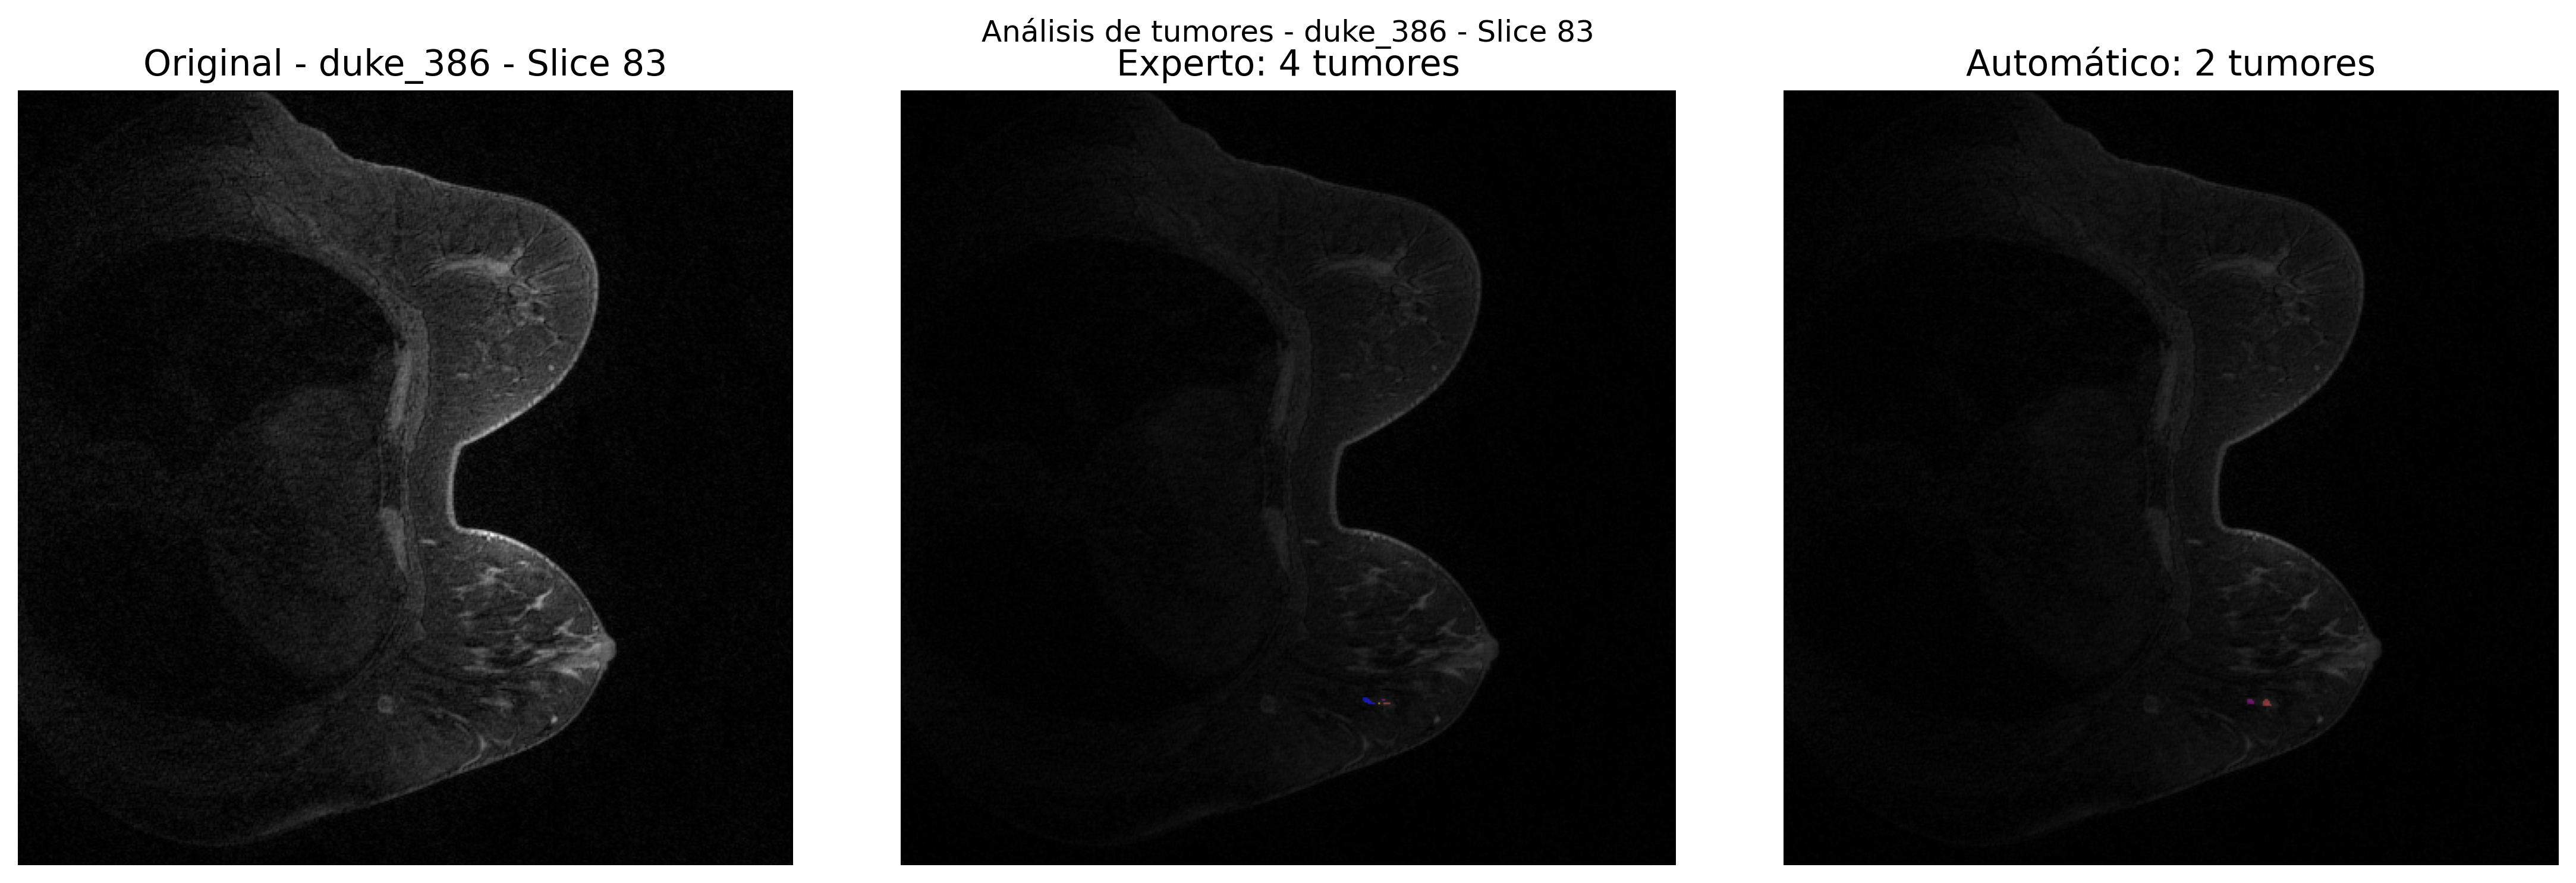 Análisis de tumores - duke_386 - Slice 83
Original - duke_386 - Slice 83
Experto: 4 tumores
Automático: 2 tumores